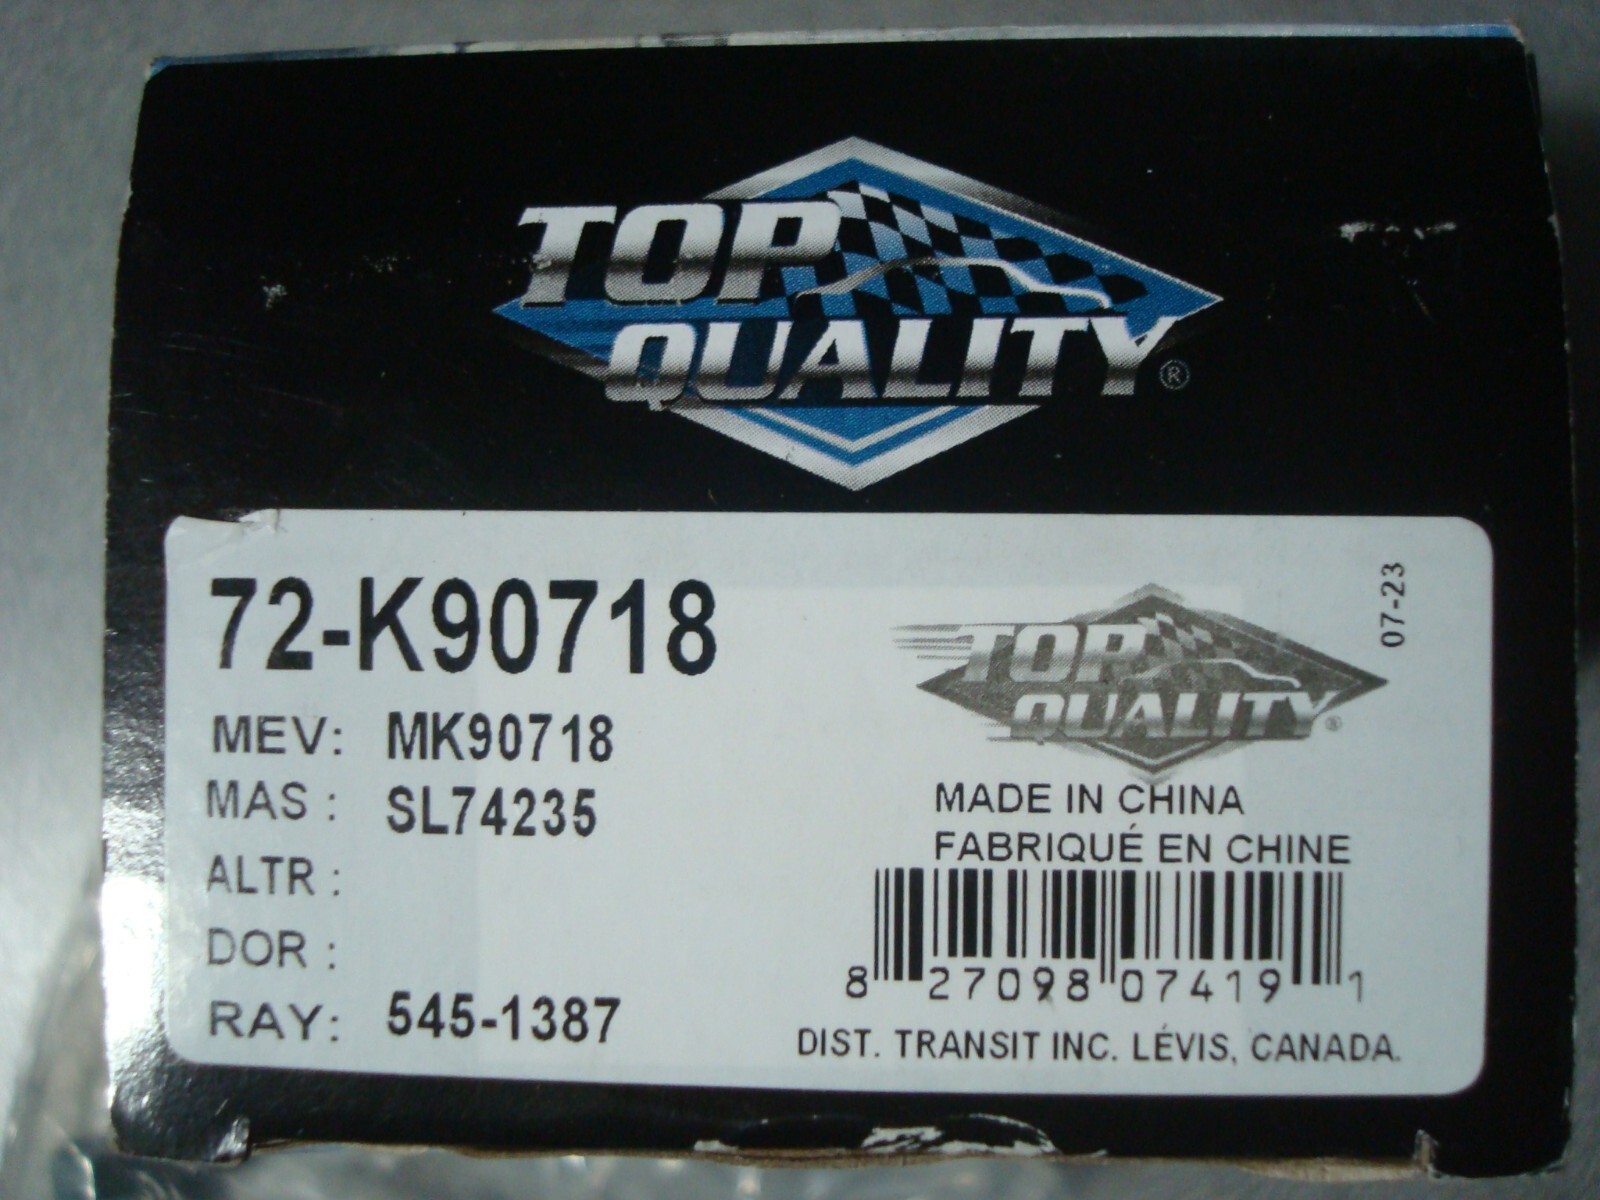 TOP
QUALITY®
72-K90718
MEV: MK90718
MAS : SL74235
ALTR :
DOR :
RAY: 545-1387
07-23
TOP
QUALITY®
MADE IN CHINA
FABRIQUÉ EN CHINE
8 27098 07419 1
DIST. TRANSIT INC. LÉVIS, CANADA.